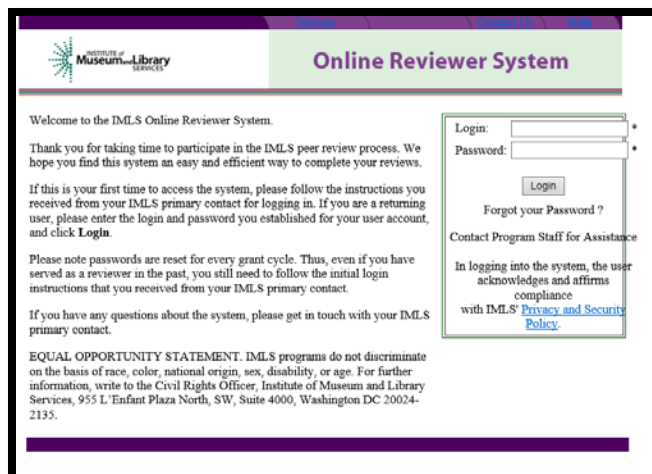 Notices Contact Us Help
INSTITUTE of
Museum and Library
SERVICES
Online Reviewer System
Welcome to the IMLS Online Reviewer System.
Thank you for taking time to participate in the IMLS peer review process. We
hope you find this system an easy and efficient way to complete your reviews.
If this is your first time to access the system, please follow the instructions you
received from your IMLS primary contact for logging in. If you are a returning
user, please enter the login and password you established for your user account,
and click Login.
Please note passwords are reset for every grant cycle. Thus, even if you have
served as a reviewer in the past, you still need to follow the initial login
instructions that you received from your IMLS primary contact.
If you have any questions about the system, please get in touch with your IMLS
primary contact.
EQUAL OPPORTUNITY STATEMENT. IMLS programs do not discriminate
on the basis of race, color, national origin, sex, disability, or age. For further
information, write to the Civil Rights Officer, Institute of Museum and Library
Services, 955 L'Enfant Plaza North, SW, Suite 4000, Washington DC 20024-
2135.
Login: *
Password: *
Login
Forgot your Password ?
Contact Program Staff for Assistance
In logging into the system, the user
acknowledges and affirms
compliance
with IMLS' Privacy and Security
Policy.